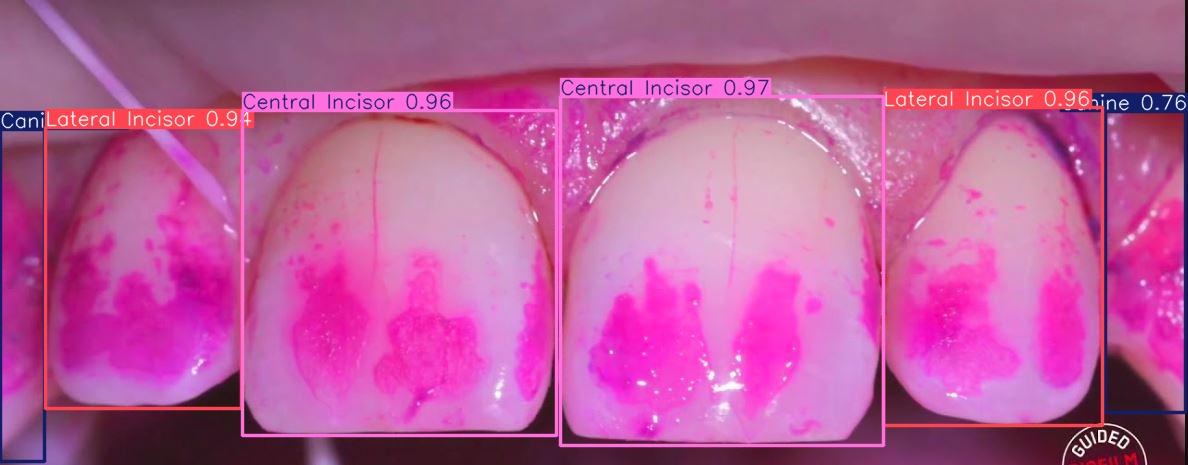 Cani
Lateral Incisor 0.94
Central Incisor 0.96
Central Incisor 0.97
Lateral Incisor 0.96
nine 0.76
GUIDED